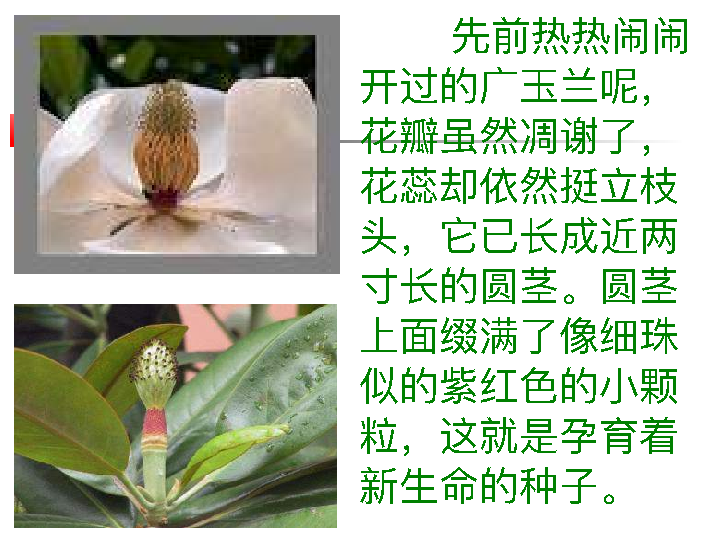 先前热热闹闹
开过的广玉兰呢，
花瓣虽然凋谢了，
花蕊却依然挺立枝
头，它已长成近两
寸长的圆茎。圆茎
上面缀满了像细珠
似的紫红色的小颗
粒，这就是孕育着
新生命的种子。